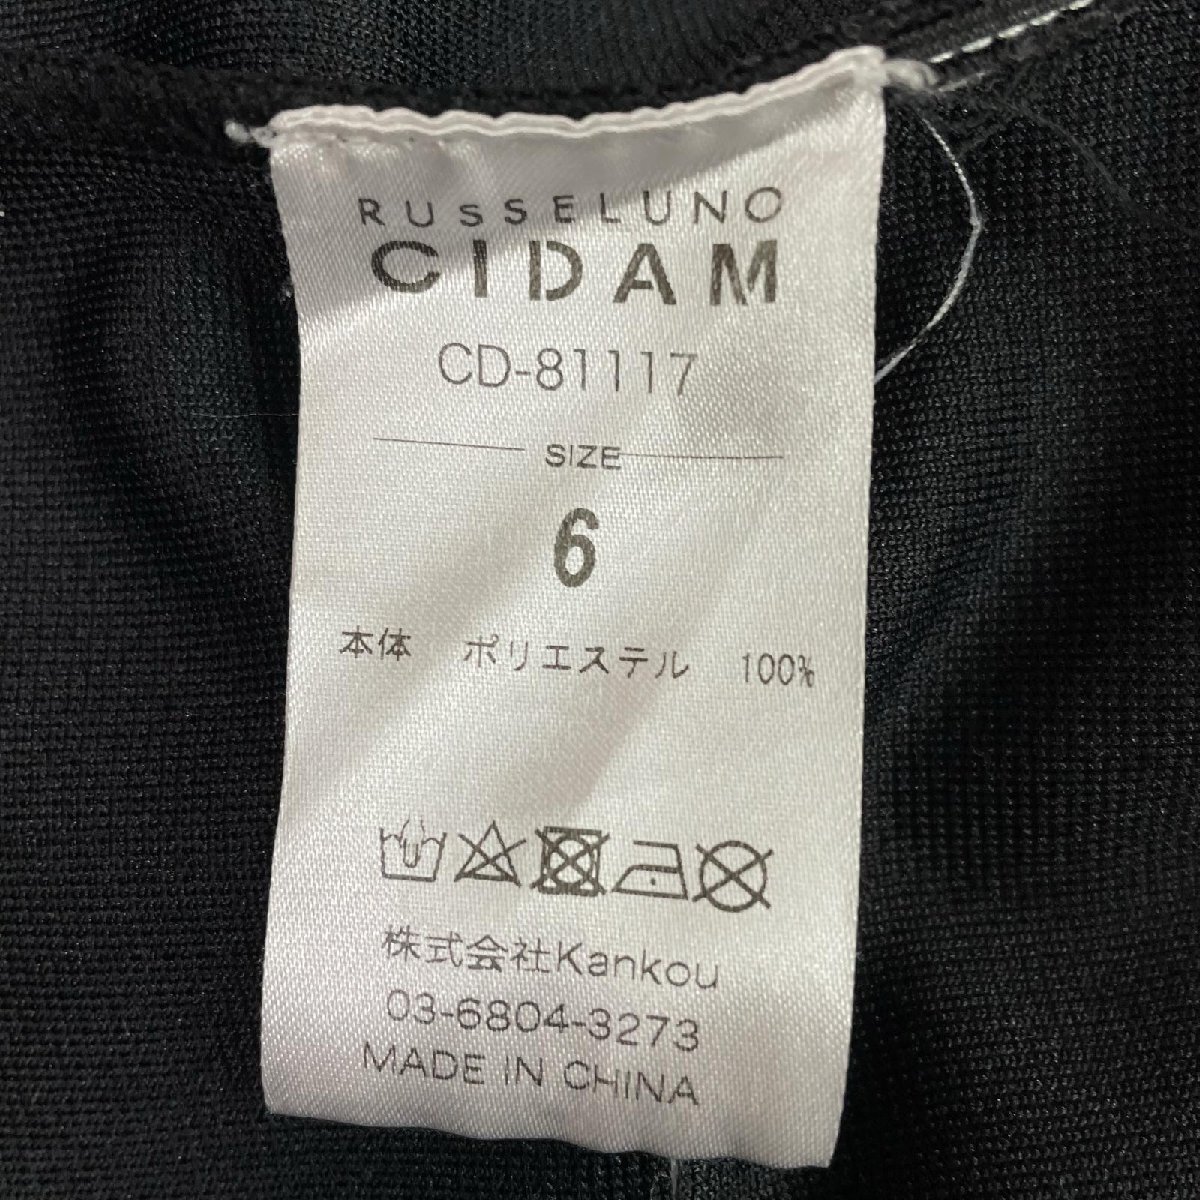 RUSSELUNO
CIDAM
CD-81117
SIZE
6
本体 ポリエステル 100%
株式会社Kankou
03-6804-3273
MADE IN CHINA